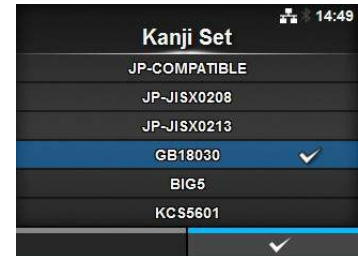 14:49
Kanji Set
JP-COMPATIBLE
JP-JISX0208
JP-JISX0213
GB18030
BIG5
KCS5601